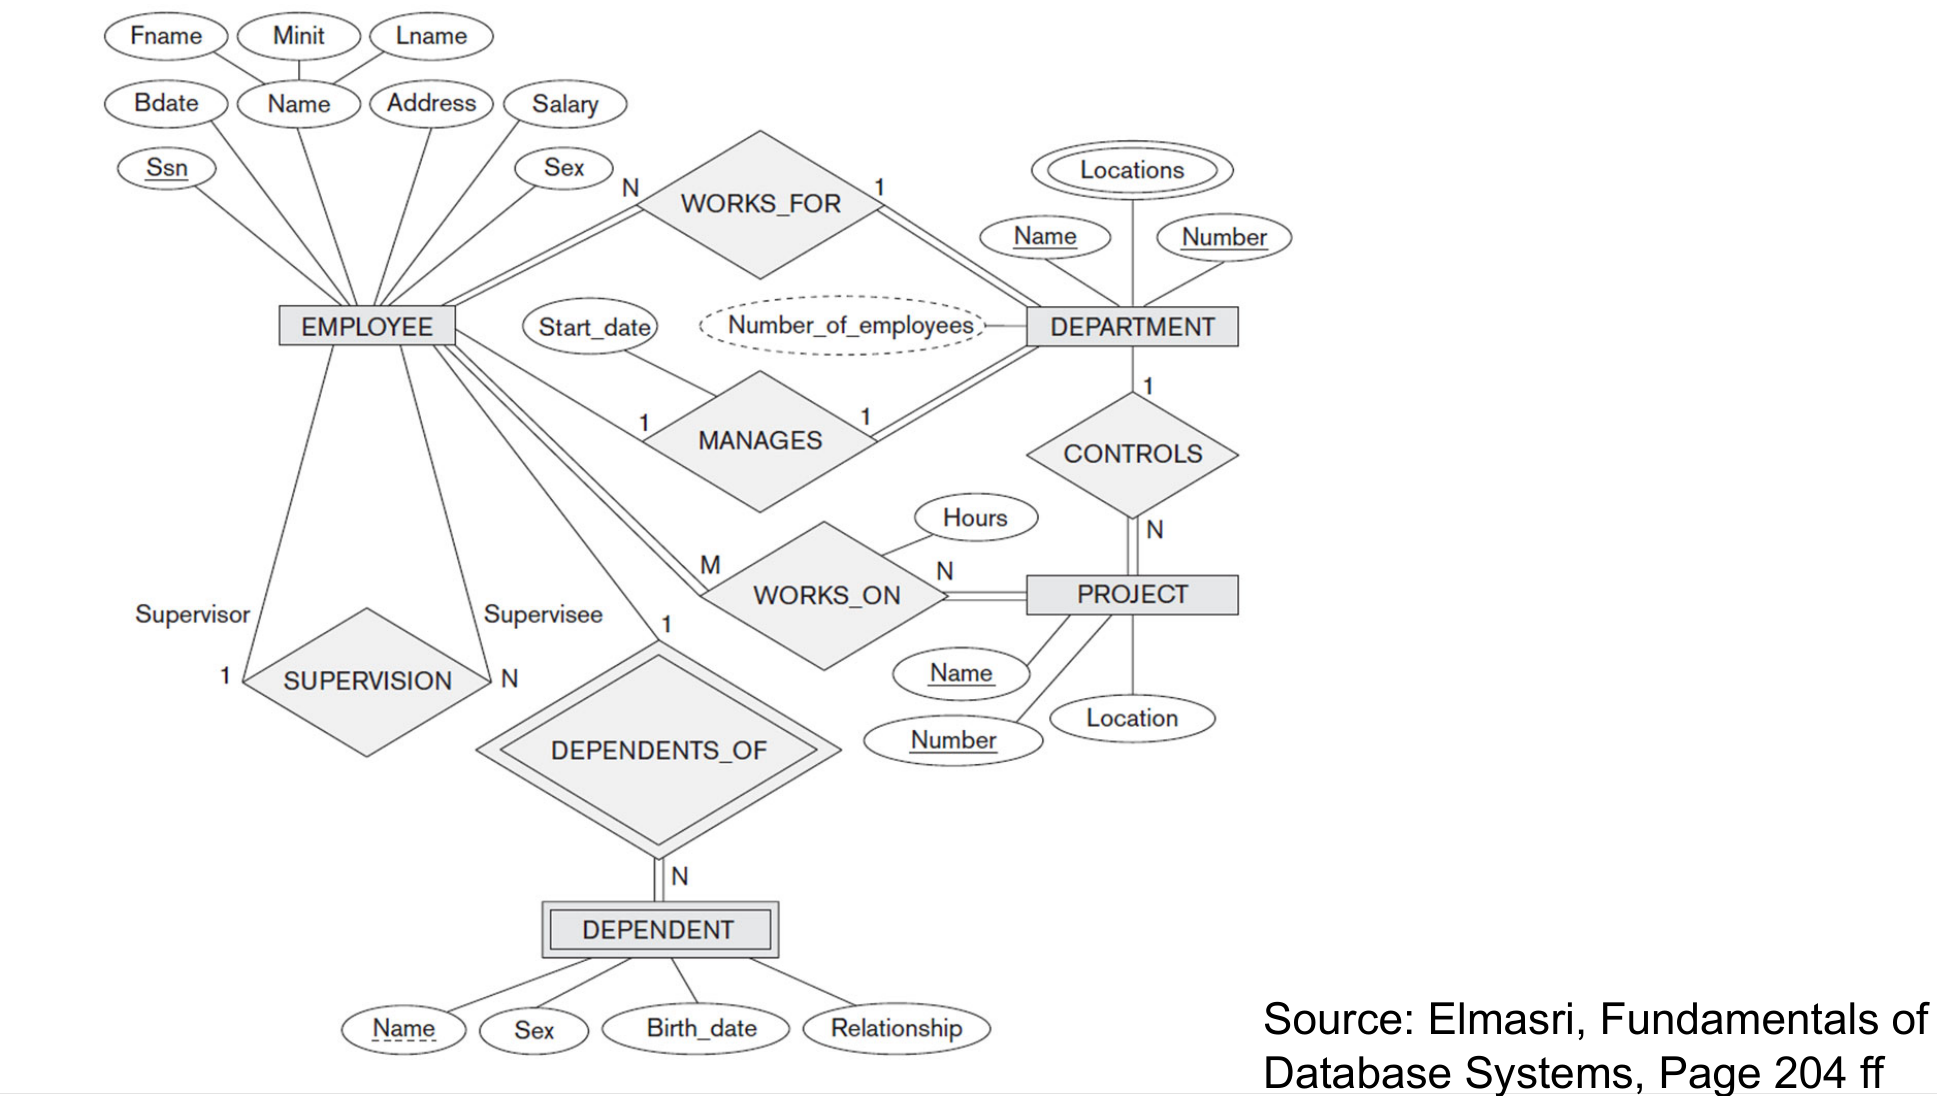 Fname
Minit
Lname
Bdate
Name
Address
Salary
Ssn
Sex
N
WORKS_FOR
1
Locations
Name
Number
EMPLOYEE
Start_date
Number_of_employees
DEPARTMENT
1
MANAGES
1
1
CONTROLS
N
Hours
M
WORKS_ON
N
PROJECT
Supervisor
Supervisee
1
SUPERVISION
N
1
Name
Number
Location
DEPENDENTS_OF
N
DEPENDENT
Name
Sex
Birth_date
Relationship
Source: Elmasri, Fundamentals of
Database Systems, Page 204 ff